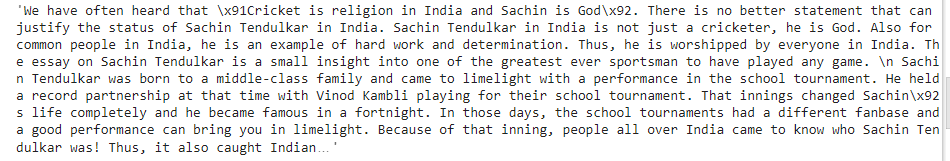 'We have often heard that \x91Cricket is religion in India and Sachin is God\x92. There is no better statement that can
justify the status of Sachin Tendulkar in India. Sachin Tendulkar in India is not just a cricketer, he is God. Also for
common people in India, he is an example of hard work and determination. Thus, he is worshipped by everyone in India. Th
e essay on Sachin Tendulkar is a small insight into one of the greatest ever sportsman to have played any game. \n Sachi
n Tendulkar was born to a middle-class family and came to limelight with a performance in the school tournament. He held
a record partnership at that time with Vinod Kambli playing for their school tournament. That innings changed Sachin\x92
s life completely and he became famous in a fortnight. In those days, the school tournaments had a different fanbase and
a good performance can bring you in limelight. Because of that inning, people all over India came to know who Sachin Ten
dulkar was! Thus, it also caught Indian…'